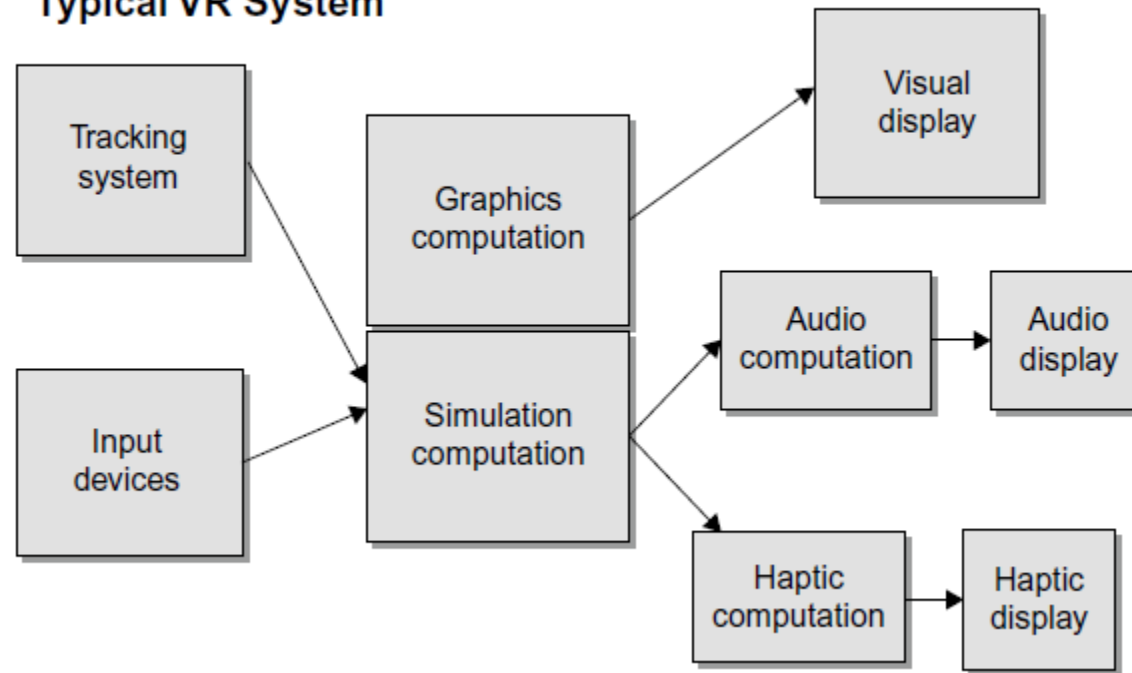 Typical VR System
Tracking
system
Graphics
computation
Visual
display
Input
devices
Simulation
computation
Audio
computation
Audio
display
Haptic
computation
Haptic
display